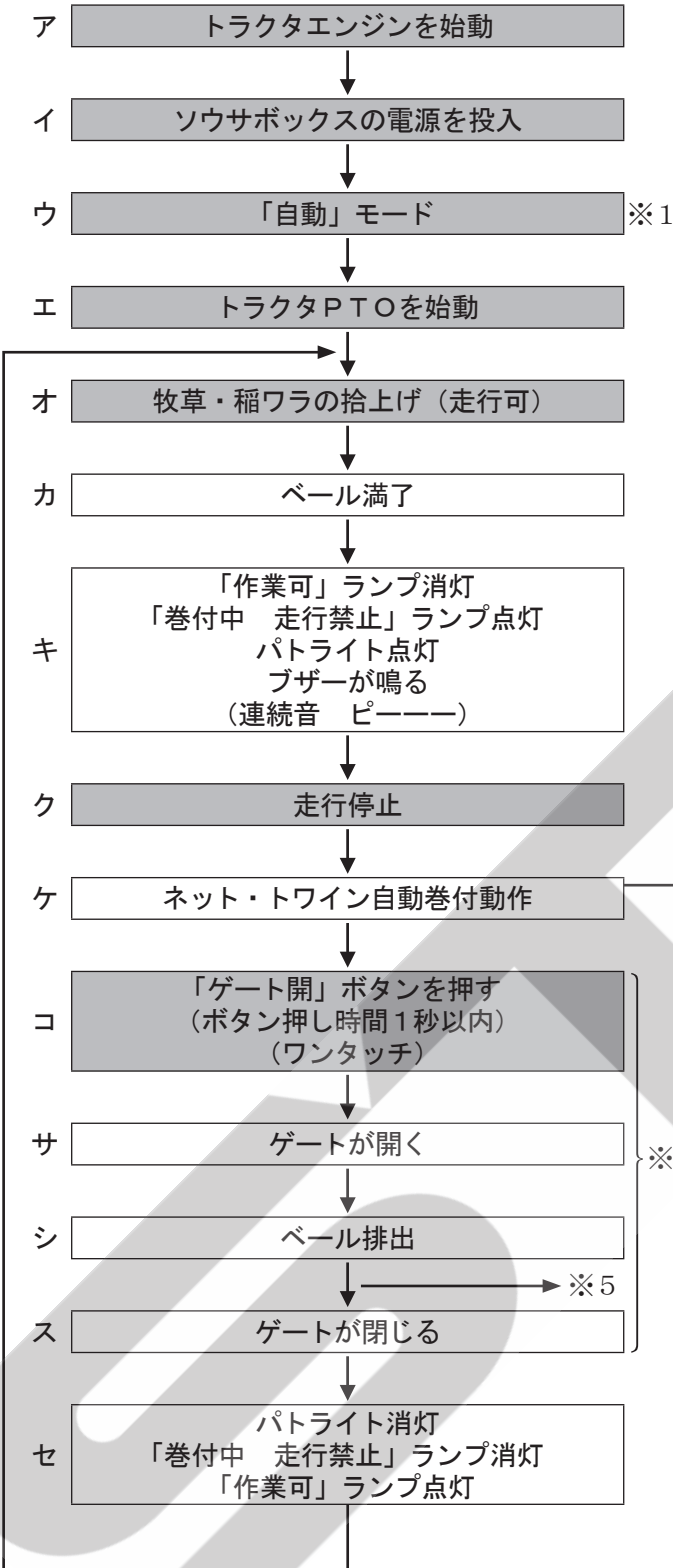 ア トラクタエンジンを始動
イ ソウサボックスの電源を投入
ウ 「自動」モード ※1
エ トラクタPTOを始動
オ 牧草・稲ワラの拾上げ（走行可）
カ ベール満了
「作業可」ランプ消灯
「巻付中　走行禁止」ランプ点灯
キ パトライト点灯
ブザーが鳴る
（連続音　ピーーー）
ク 走行停止
ケ ネット・トワイン自動巻付動作
「ゲート開」ボタンを押す
コ （ボタン押し時間1秒以内）
（ワンタッチ）
サ ゲートが開く
※
シ ベール排出
※5
ス ゲートが閉じる
パトライト消灯
セ 「巻付中　走行禁止」ランプ消灯
「作業可」ランプ点灯